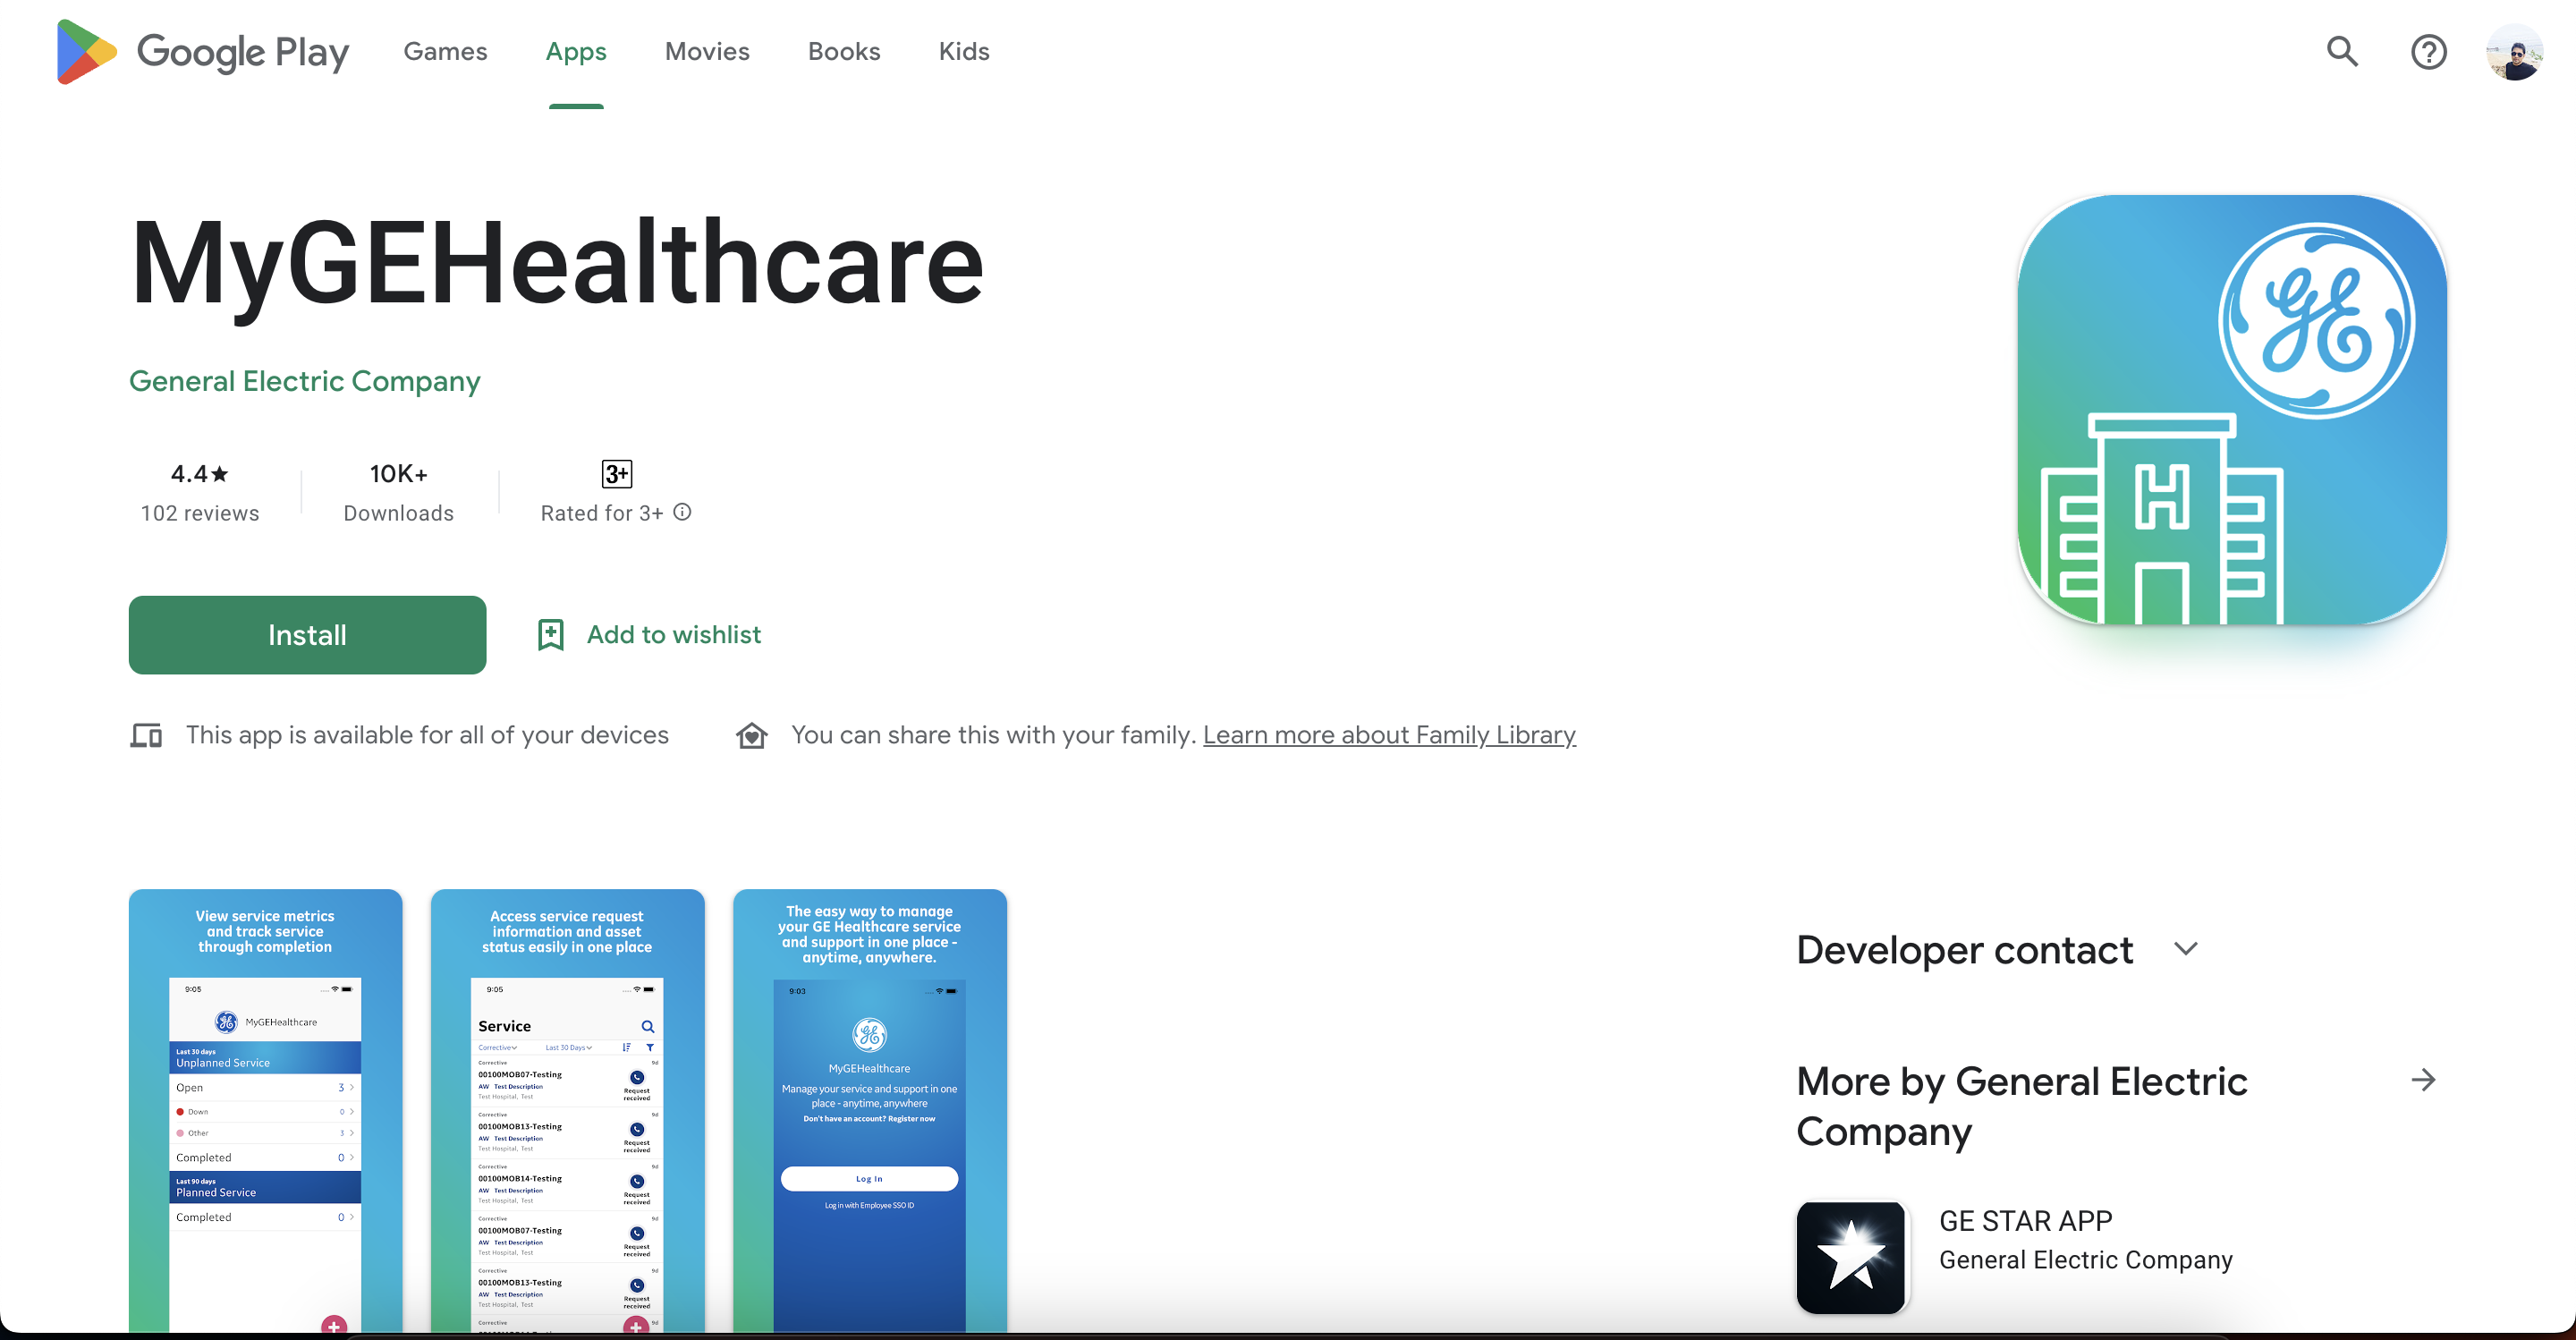 Google Play
Games
Apps
Movies
Books
Kids
MyGEHealthcare
General Electric Company
4.4★
102 reviews
10K+
Downloads
3+
Rated for 3+
Install
Add to wishlist
This app is available for all of your devices
You can share this with your family. Learn more about Family Library
GE
H
View service metrics
and track service
through completion
9:05
GE
MyGEHealthcare
Last 30 days
Unplanned Service
Open 3
Down 0
Other 3
Completed 0
Last 90 days
Planned Service
Completed 0
Access service request
information and asset
status easily in one place
9:05
Service
Corrective
Last 30 Days
Corrective 9d
00100MOB07-Testing
AW Test Description
Test Hospital, Test
Request
received
Corrective 9d
00100MOB13-Testing
AW Test Description
Test Hospital, Test
Request
received
Corrective 9d
00100MOB14-Testing
AW Test Description
Test Hospital, Test
Request
received
Corrective 9d
00100MOB07-Testing
AW Test Description
Test Hospital, Test
Request
received
Corrective 9d
00100MOB13-Testing
AW Test Description
Test Hospital, Test
Request
received
Corrective 9d
The easy way to manage
your GE Healthcare service
and support in one place -
anytime, anywhere.
9:03
GE
MyGEHealthcare
Manage your service and support in one
place - anytime, anywhere
Don't have an account? Register now
Log In
Log in with Employee SSO ID
Developer contact
More by General Electric
Company
GE STAR APP
General Electric Company